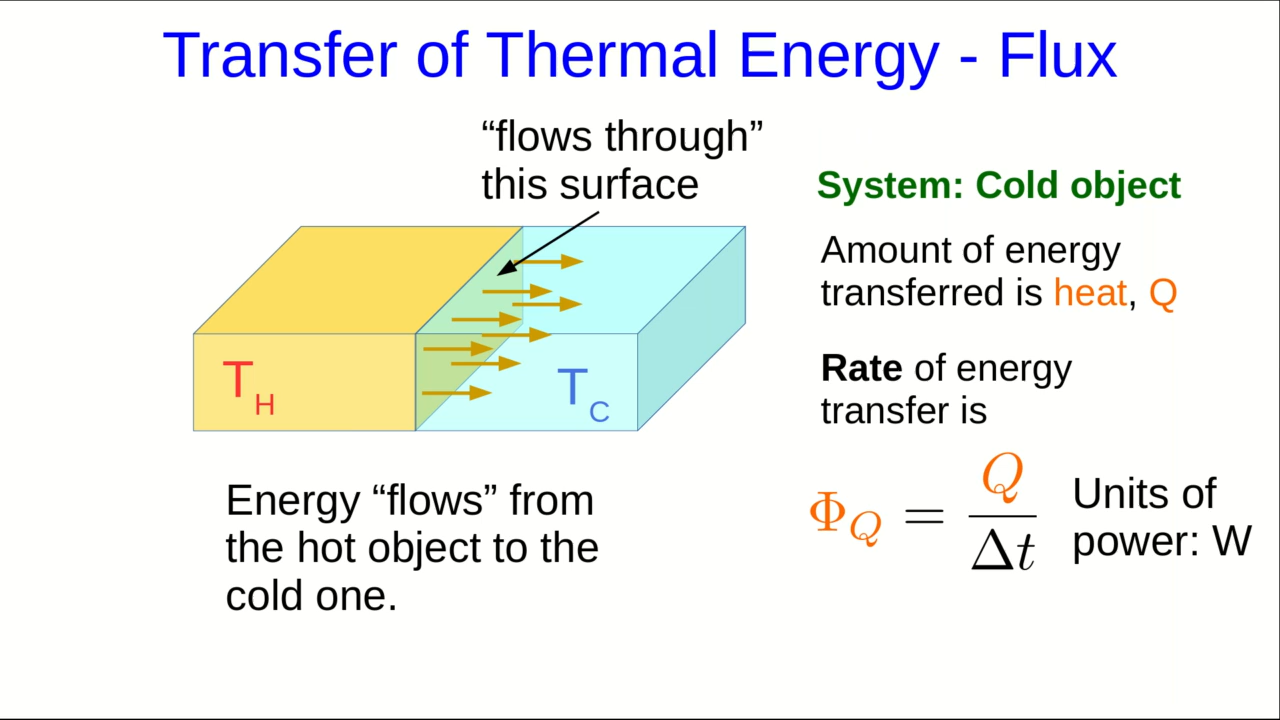 Transfer of Thermal Energy - Flux
“flows through”
this surface
System: Cold object
Amount of energy
transferred is heat, Q
T_H
T_C
Rate of energy
transfer is
Φ_Q = Q/Δt
Units of
power: W
Energy “flows” from
the hot object to the
cold one.